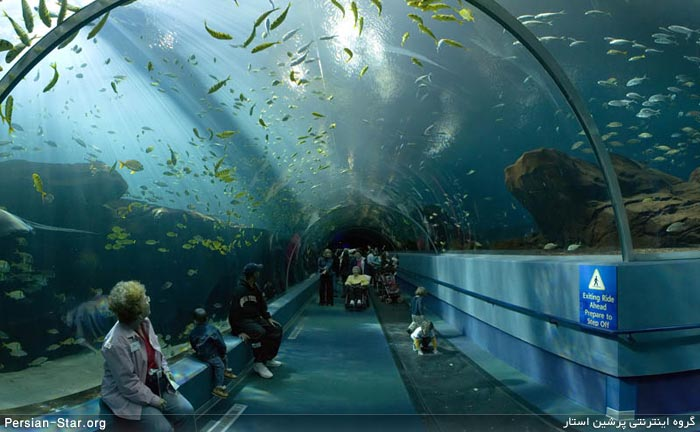 Exiting Ride
Ahead
Prepare to
Step Off
Persian-Star.org
گروه اینترنتی پرشین استار